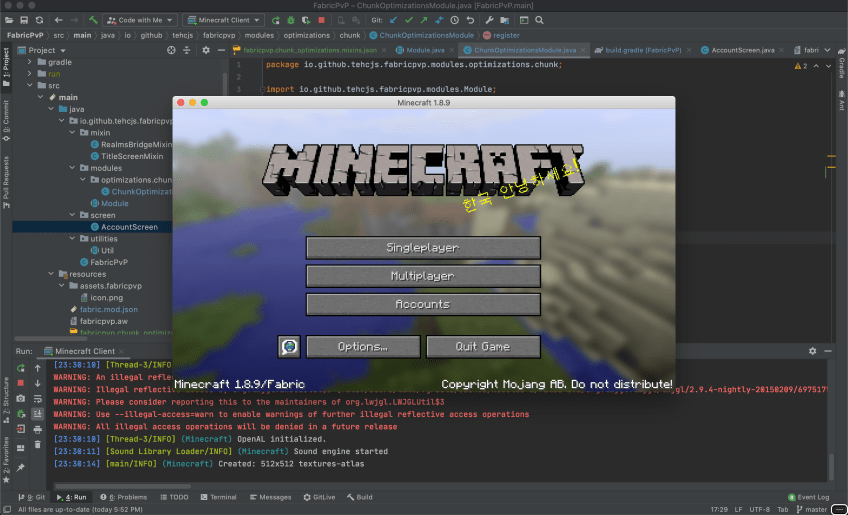 FabricPvP – ChunkOptimizationsModule.java [FabricPvP.main]
Code with Me
Minecraft Client
Git:
FabricPvP src main java io github tehcjs fabricpvp modules optimizations chunk ChunkOptimizationsModule register
Project
fabricpvp.chunk_optimizations.mixins.json
Module.java
ChunkOptimizationsModule.java
build.gradle (FabricPvP)
AccountScreen.java
fabri
1: Project
0: Commit
Pull Requests
Z: Structure
2: Favorites
Gradle
Ant
gradle
run
src
main
java
io.github.tehcjs.fabricpvp
mixin
RealmsBridgeMixin
TitleScreenMixin
modules
optimizations.chunk
ChunkOptimizati
Module
screen
AccountScreen
utilities
Util
FabricPvP
resources
assets.fabricpvp
icon.png
fabric.mod.json
fabricpvp.aw
fabricpvp.chunk_optimiz
1 package io.github.tehcjs.fabricpvp.modules.optimizations.chunk;
2
3 import io.github.tehcjs.fabricpvp.modules.Module;
2
Minecraft 1.8.9
MINECRAFT
한국 안녕하세요!
Singleplayer
Multiplayer
Accounts
Options...
Quit Game
Minecraft 1.8.9/Fabric
Copyright Mojang AB. Do not distribute!
Run:
Minecraft Client
[23:30:10] [Thread-3/INFO
WARNING: An illegal refle
WARNING: Illegal reflective
gl/2.9.4-nightly-20150209/697517
WARNING: Please consider reporting this to the maintainers of org.lwjgl.LWJGLUtil$3
WARNING: Use --illegal-access=warn to enable warnings of further illegal reflective access operations
WARNING: All illegal access operations will be denied in a future release
[23:30:10] [Thread-3/INFO] (Minecraft) OpenAL initialized.
[23:30:11] [Sound Library Loader/INFO] (Minecraft) Sound engine started
[23:30:14] [main/INFO] (Minecraft) Created: 512x512 textures-atlas
9: Git
4: Run
6: Problems
TODO
Terminal
Messages
GitLive
Build
Event Log
All files are up-to-date (today 5:52 PM)
17:29 LF UTF-8 Tab master